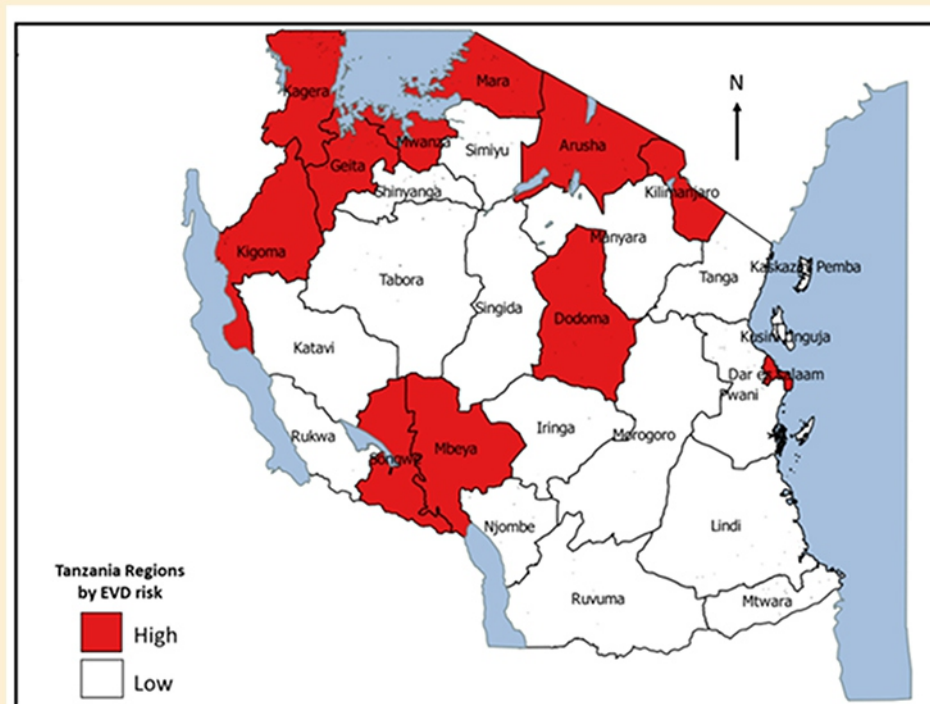 Kagera
Mara
N
Mwanza
Simiyu
Arusha
Geita
Shinyanga
Kilimanjaro
Kigoma
Manyara
Tabora
Tanga
Kaskazi Pemba
Singida
Dodoma
Kusini Unguja
Katavi
Dar es Salaam
Pwani
Rukwa
Iringa
Morogoro
Mbeya
Songwe
Njombe
Lindi
Ruvuma
Mtwara
Tanzania Regions
by EVD risk
High
Low